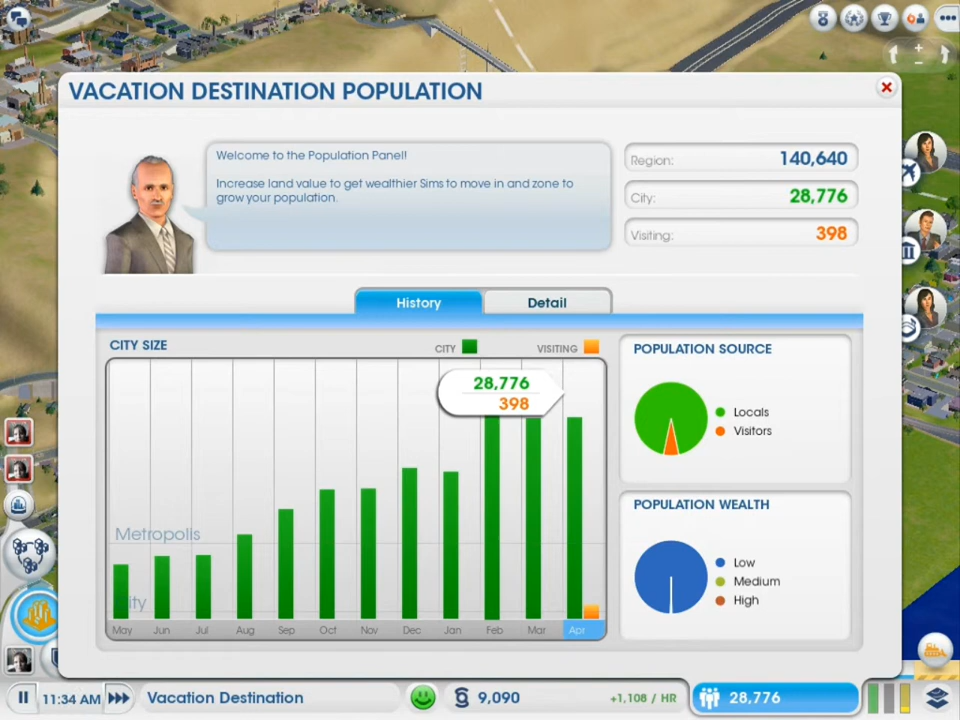 VACATION DESTINATION POPULATION
Welcome to the Population Panel!
Increase land value to get wealthier Sims to move in and zone to
grow your population.
Region: 140,640
City: 28,776
Visiting: 398
History Detail
CITY SIZE
CITY VISITING
28,776
398
Metropolis
May Jun Jul Aug Sep Oct Nov Dec Jan Feb Mar Apr
POPULATION SOURCE
Locals
Visitors
POPULATION WEALTH
Low
Medium
High
11:34 AM Vacation Destination 9,090 +1,108 / HR 28,776